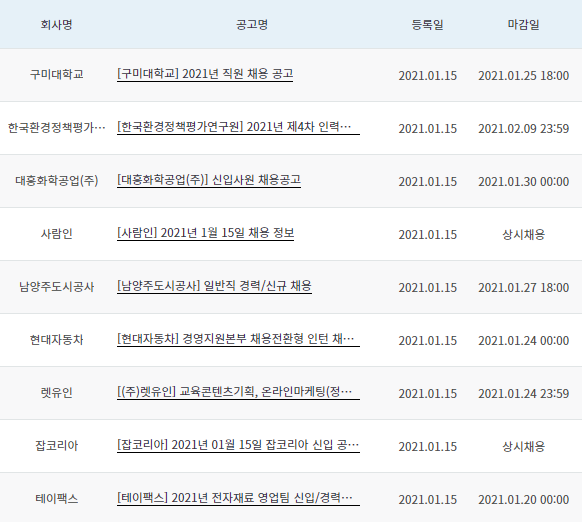 회사명 공고명 등록일 마감일
구미대학교 [구미대학교] 2021년 직원 채용 공고 2021.01.15 2021.01.25 18:00
한국환경정책평가… [한국환경정책평가연구원] 2021년 제4차 인력… 2021.01.15 2021.02.09 23:59
대흥화학공업(주) [대흥화학공업(주)] 신입사원 채용공고 2021.01.15 2021.01.30 00:00
사람인 [사람인] 2021년 1월 15일 채용 정보 2021.01.15 상시채용
남양주도시공사 [남양주도시공사] 일반직 경력/신규 채용 2021.01.15 2021.01.27 18:00
현대자동차 [현대자동차] 경영지원본부 채용전환형 인턴 채… 2021.01.15 2021.01.24 00:00
렛유인 [(주)렛유인] 교육콘텐츠기획, 온라인마케팅(정… 2021.01.15 2021.01.24 23:59
잡코리아 [잡코리아] 2021년 01월 15일 잡코리아 신입 공… 2021.01.15 상시채용
테이팩스 [테이팩스] 2021년 전자재료 영업팀 신입/경력… 2021.01.15 2021.01.20 00:00